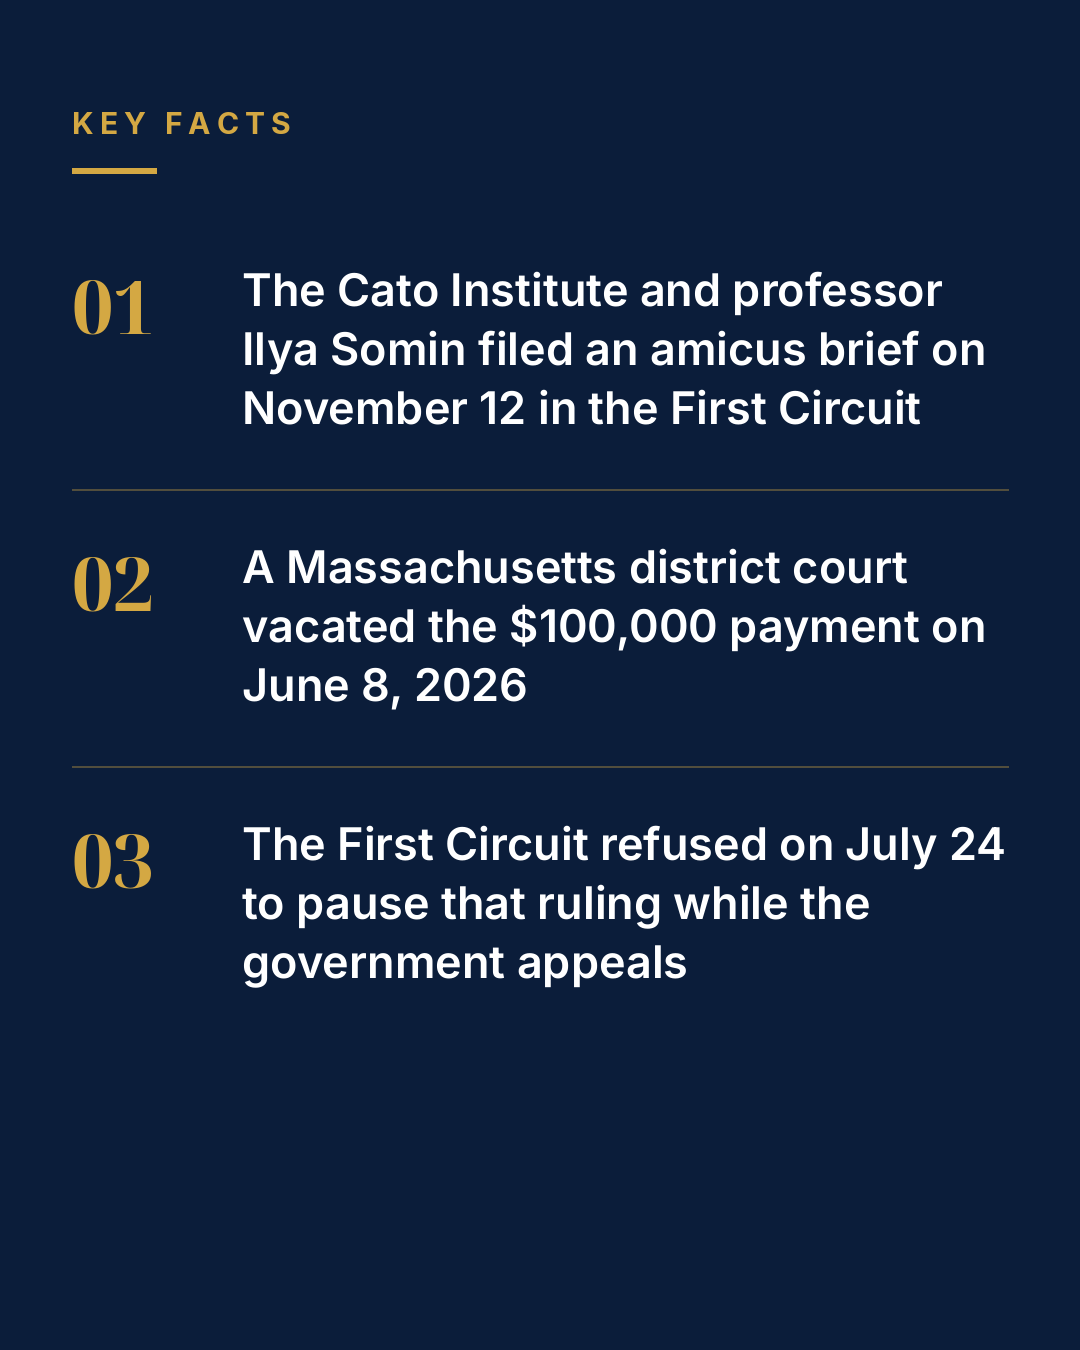 KEY FACTS
01
The Cato Institute and professor
Ilya Somin filed an amicus brief on
November 12 in the First Circuit
02
A Massachusetts district court
vacated the $100,000 payment on
June 8, 2026
03
The First Circuit refused on July 24
to pause that ruling while the
government appeals